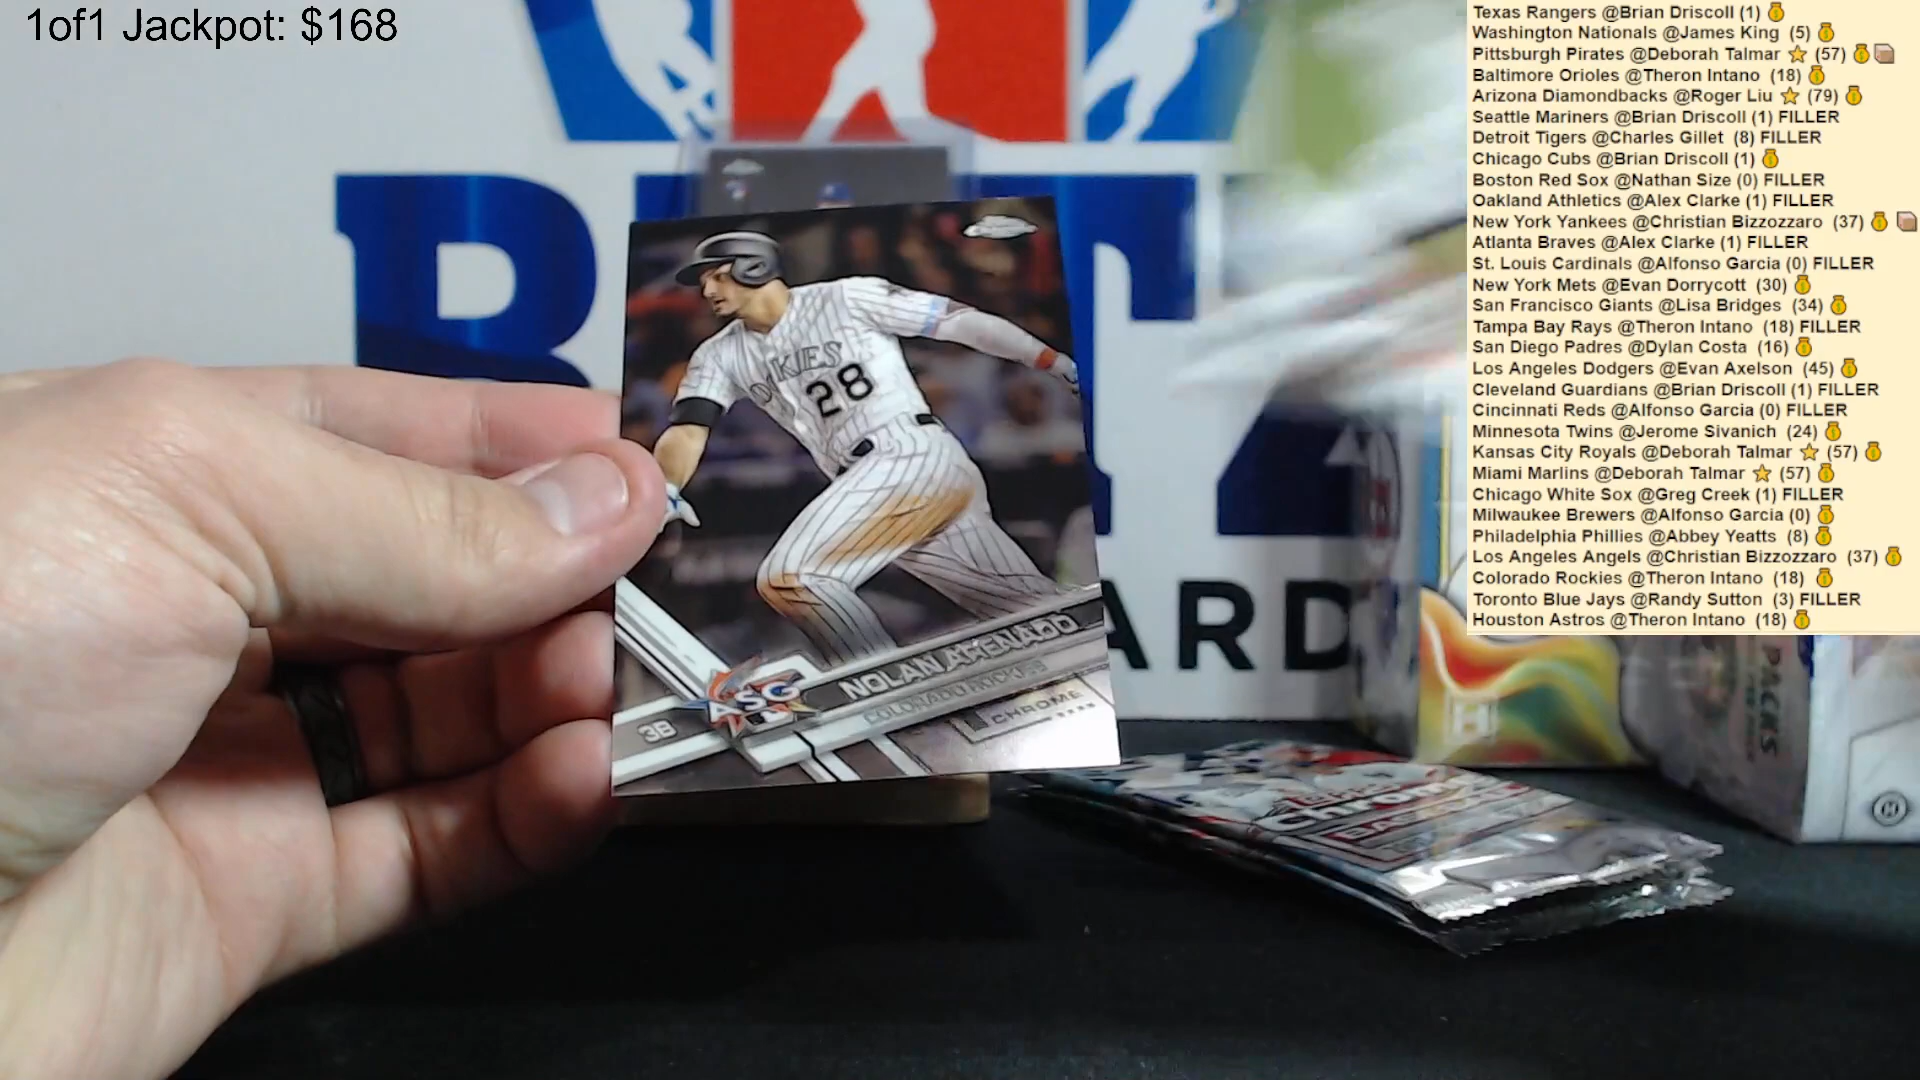 1of1 Jackpot: $168
Texas Rangers @Brian Driscoll (1)
Washington Nationals @James King (5)
Pittsburgh Pirates @Deborah Talmar (57)
Baltimore Orioles @Theron Intano (18)
Arizona Diamondbacks @Roger Liu (79)
Seattle Mariners @Brian Driscoll (1) FILLER
Detroit Tigers @Charles Gillet (8) FILLER
Chicago Cubs @Brian Driscoll (1)
Boston Red Sox @Nathan Size (0) FILLER
Oakland Athletics @Alex Clarke (1) FILLER
New York Yankees @Christian Bizzozzaro (37)
Atlanta Braves @Alex Clarke (1) FILLER
St. Louis Cardinals @Alfonso Garcia (0) FILLER
New York Mets @Evan Dorrycott (30)
San Francisco Giants @Lisa Bridges (34)
Tampa Bay Rays @Theron Intano (18) FILLER
San Diego Padres @Dylan Costa (16)
Los Angeles Dodgers @Evan Axelson (45)
Cleveland Guardians @Brian Driscoll (1) FILLER
Cincinnati Reds @Alfonso Garcia (0) FILLER
Minnesota Twins @Jerome Sivanich (24)
Kansas City Royals @Deborah Talmar (57)
Miami Marlins @Deborah Talmar (57)
Chicago White Sox @Greg Creek (1) FILLER
Milwaukee Brewers @Alfonso Garcia (0)
Philadelphia Phillies @Abbey Yeatts (8)
Los Angeles Angels @Christian Bizzozzaro (37)
Colorado Rockies @Theron Intano (18)
Toronto Blue Jays @Randy Sutton (3) FILLER
Houston Astros @Theron Intano (18)
28
3B
ASG
NOLAN ARENADO
COLORADO ROCKIES
CHROME
ARD
CHROME
PACKS
H